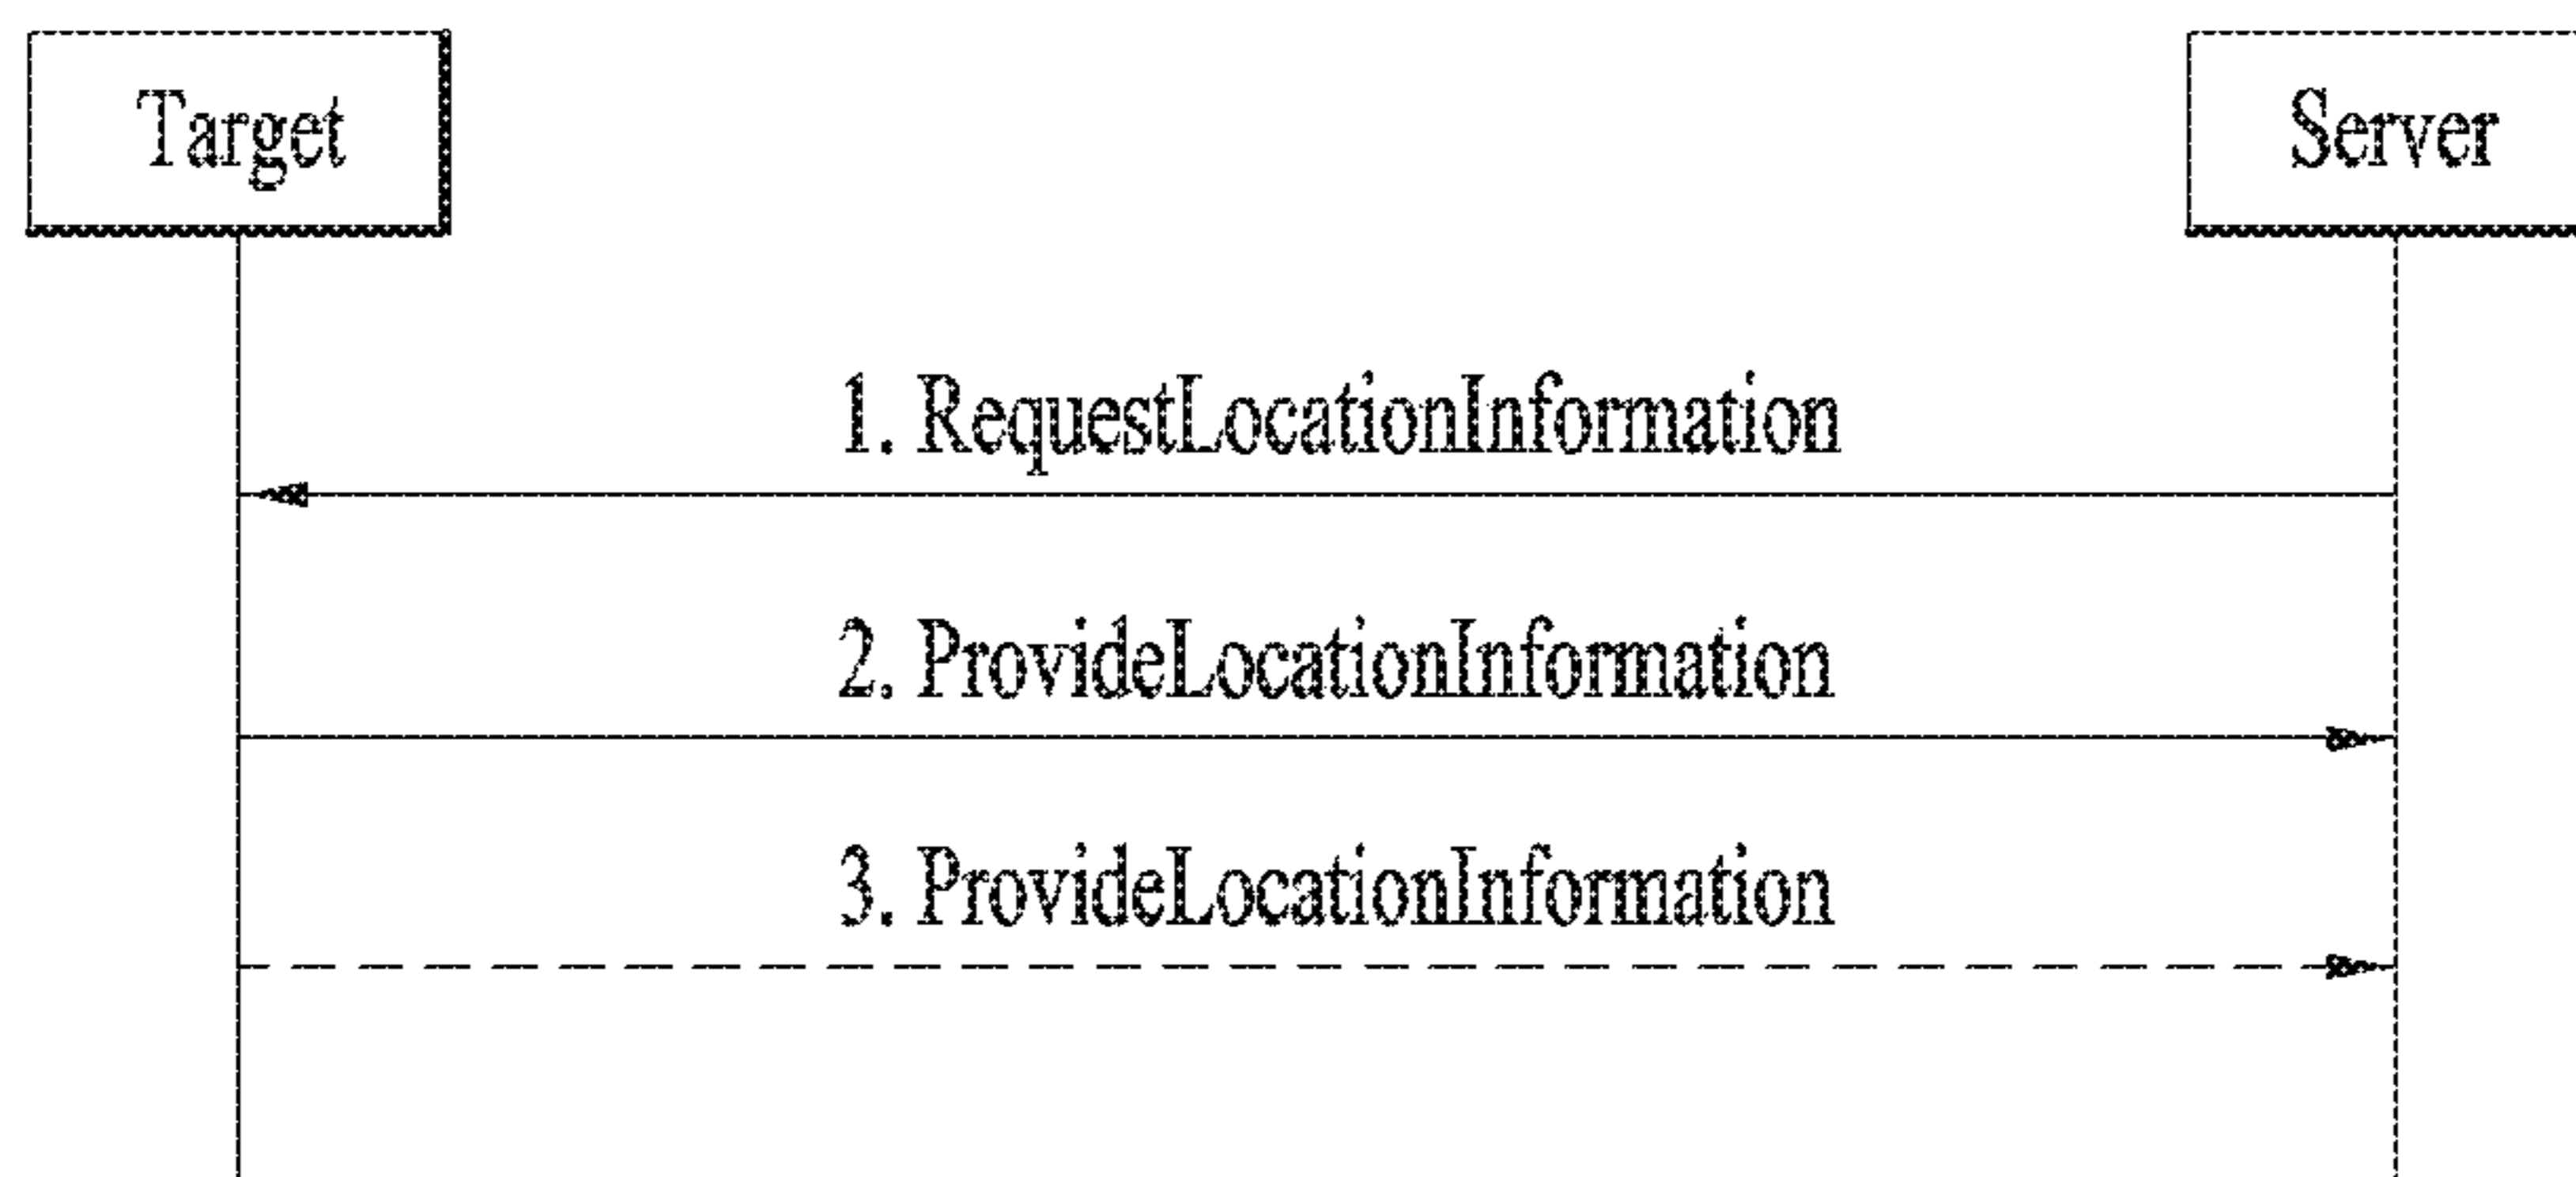 Target
Server
1. RequestLocationInformation
2. ProvideLocationInformation
3. ProvideLocationInformation